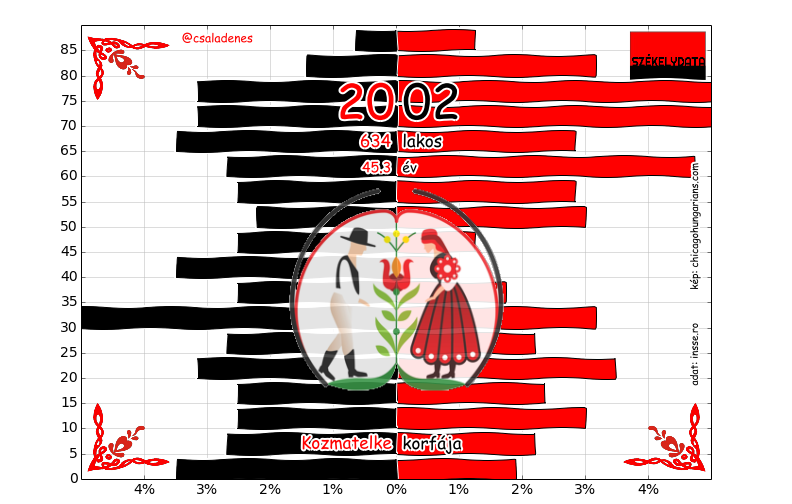 @csaladenes
SZÉKELYDATA
2002
634 lakos
45.3 év
kép: chicagohungarians.com
adat: insse.ro
Kozmatelke korfája
85
80
75
70
65
60
55
50
45
40
35
30
25
20
15
10
5
0
4% 3% 2% 1% 0% 1% 2% 3% 4%